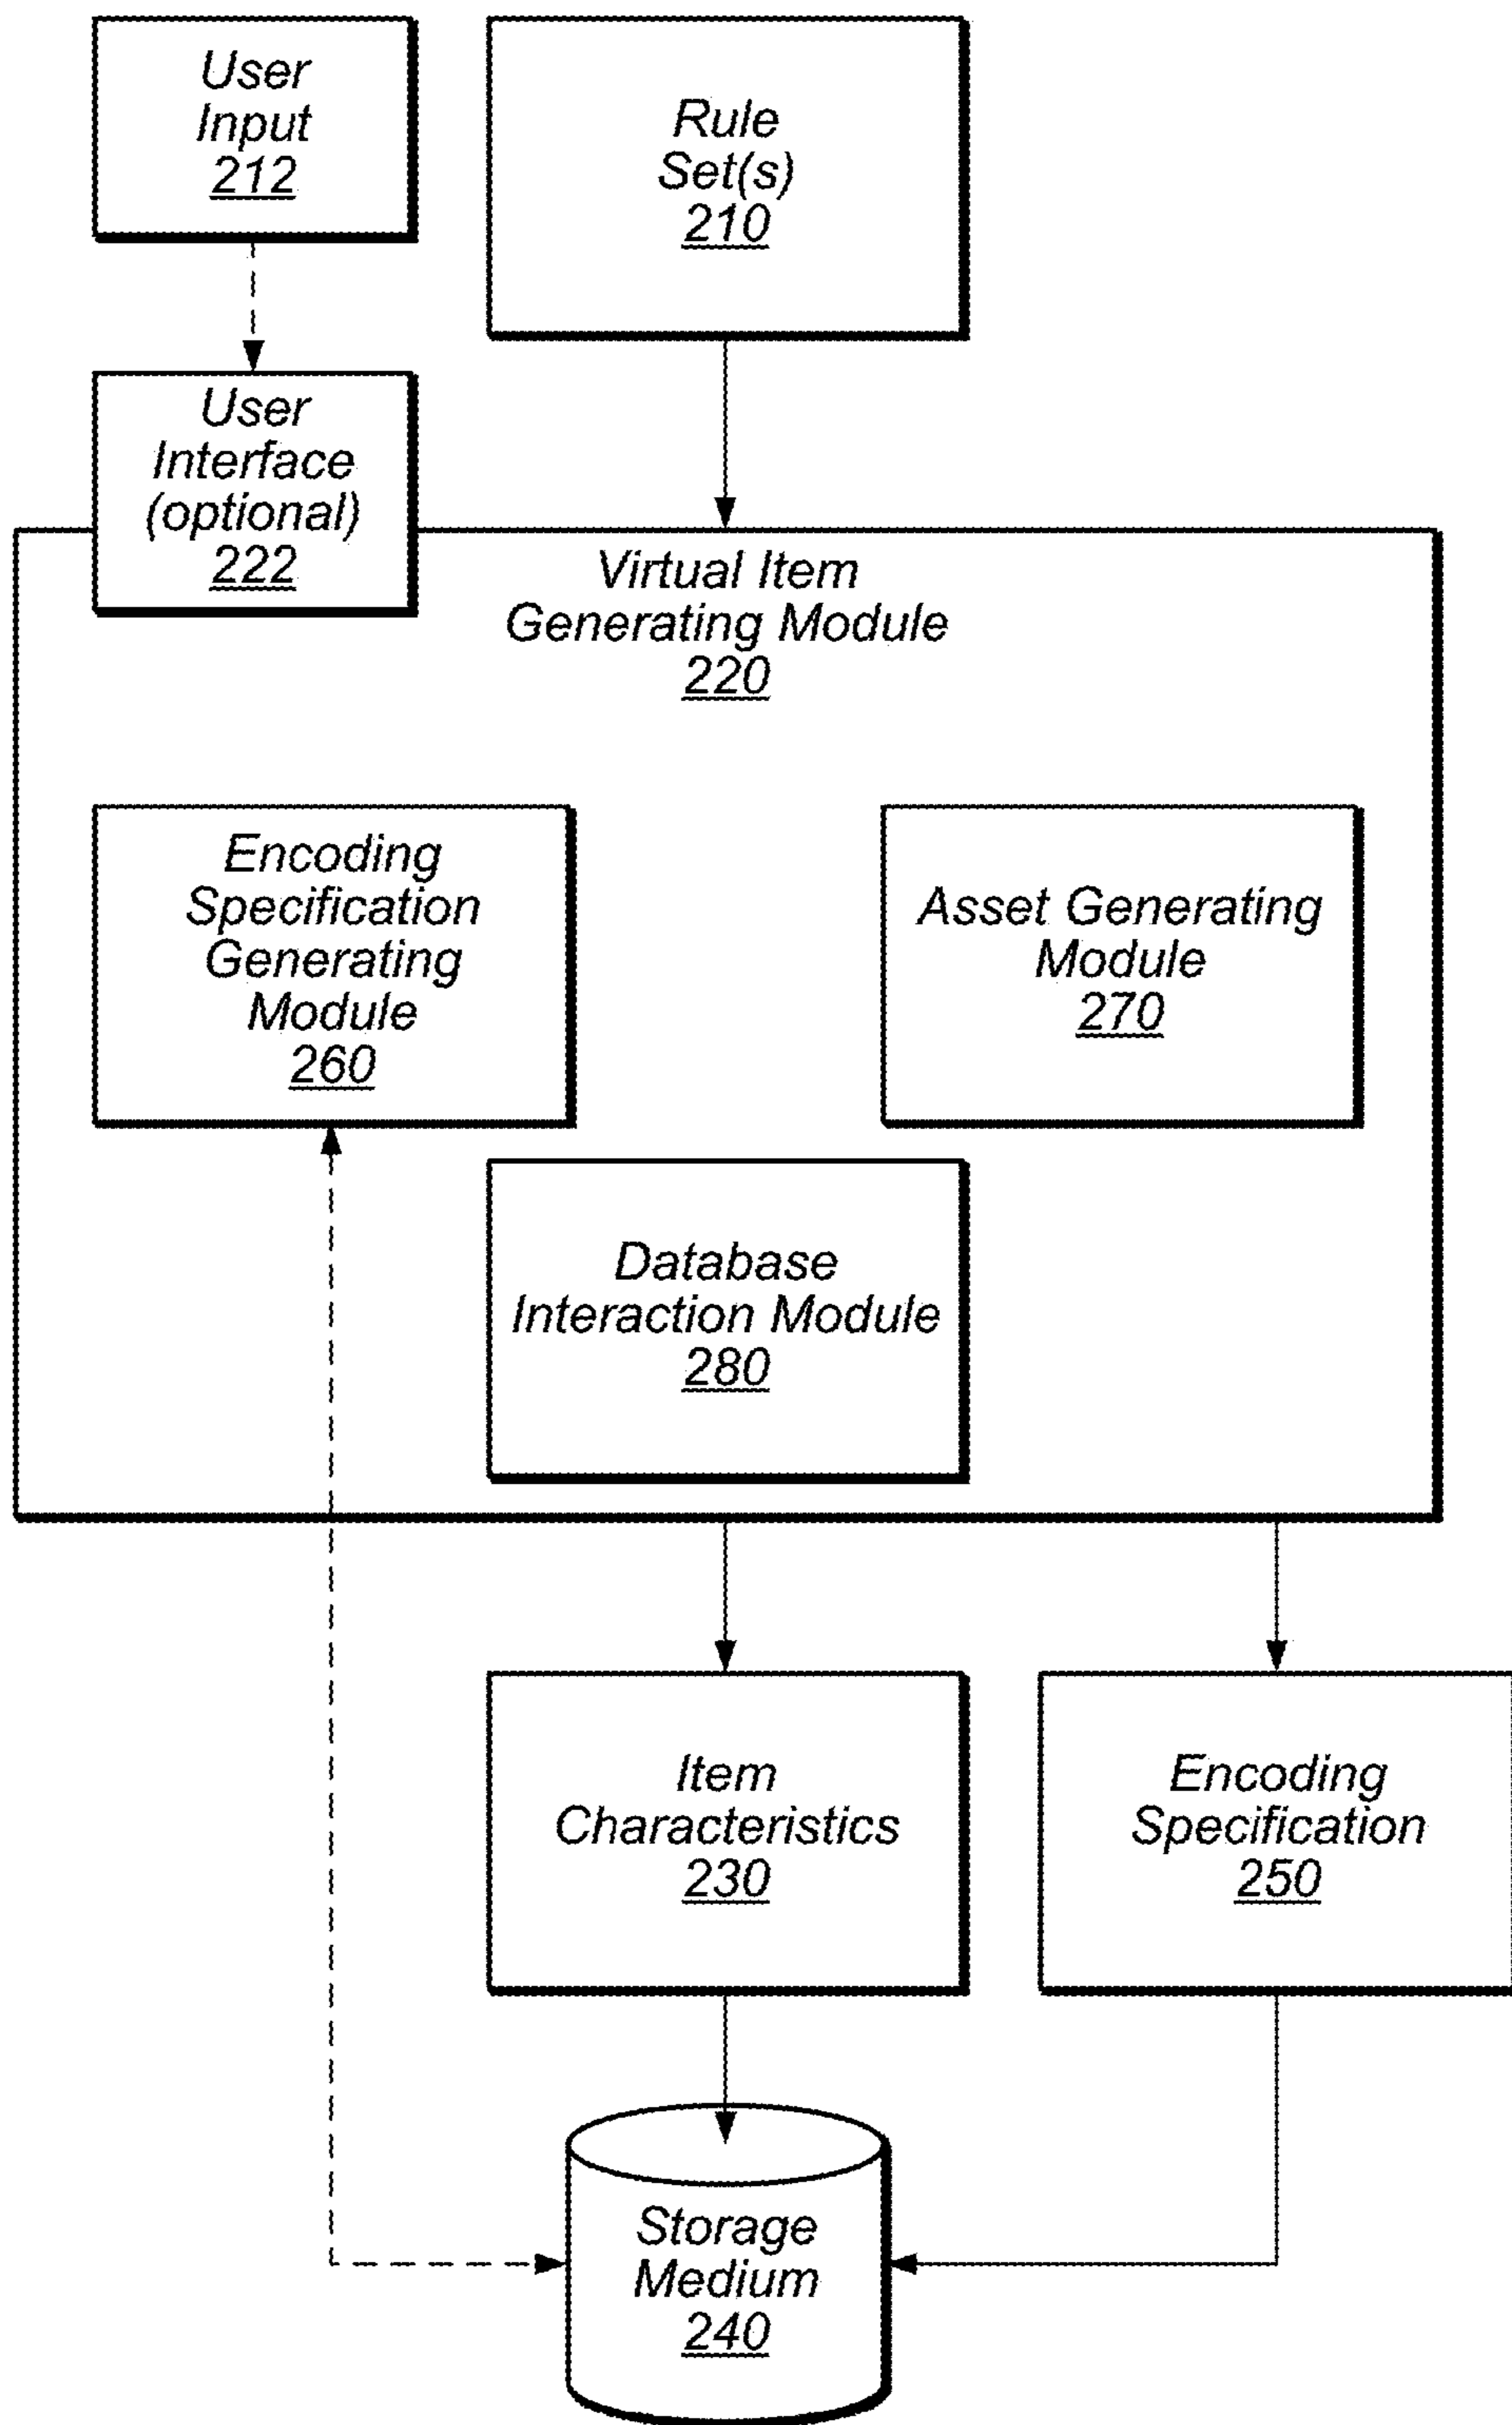 User
Input
212
Rule
Set(s)
210
User
Interface
(optional)
222
Virtual Item
Generating Module
220
Encoding
Specification
Generating
Module
260
Asset Generating
Module
270
Database
Interaction Module
280
Item
Characteristics
230
Encoding
Specification
250
Storage
Medium
240